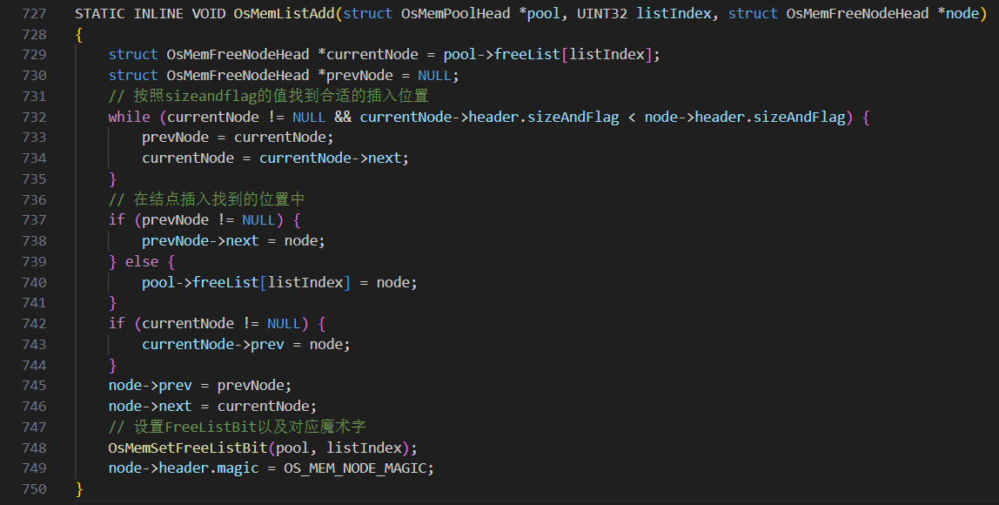 727 STATIC INLINE VOID OsMemListAdd(struct OsMemPoolHead *pool, UINT32 listIndex, struct OsMemFreeNodeHead *node)
728 {
729     struct OsMemFreeNodeHead *currentNode = pool->freeList[listIndex];
730     struct OsMemFreeNodeHead *prevNode = NULL;
731     // 按照sizeandflag的值找到合适的插入位置
732     while (currentNode != NULL && currentNode->header.sizeAndFlag < node->header.sizeAndFlag) {
733         prevNode = currentNode;
734         currentNode = currentNode->next;
735     }
736     // 在结点插入找到的位置中
737     if (prevNode != NULL) {
738         prevNode->next = node;
739     } else {
740         pool->freeList[listIndex] = node;
741     }
742     if (currentNode != NULL) {
743         currentNode->prev = node;
744     }
745     node->prev = prevNode;
746     node->next = currentNode;
747     // 设置FreeListBit以及对应魔术字
748     OsMemSetFreeListBit(pool, listIndex);
749     node->header.magic = OS_MEM_NODE_MAGIC;
750 }